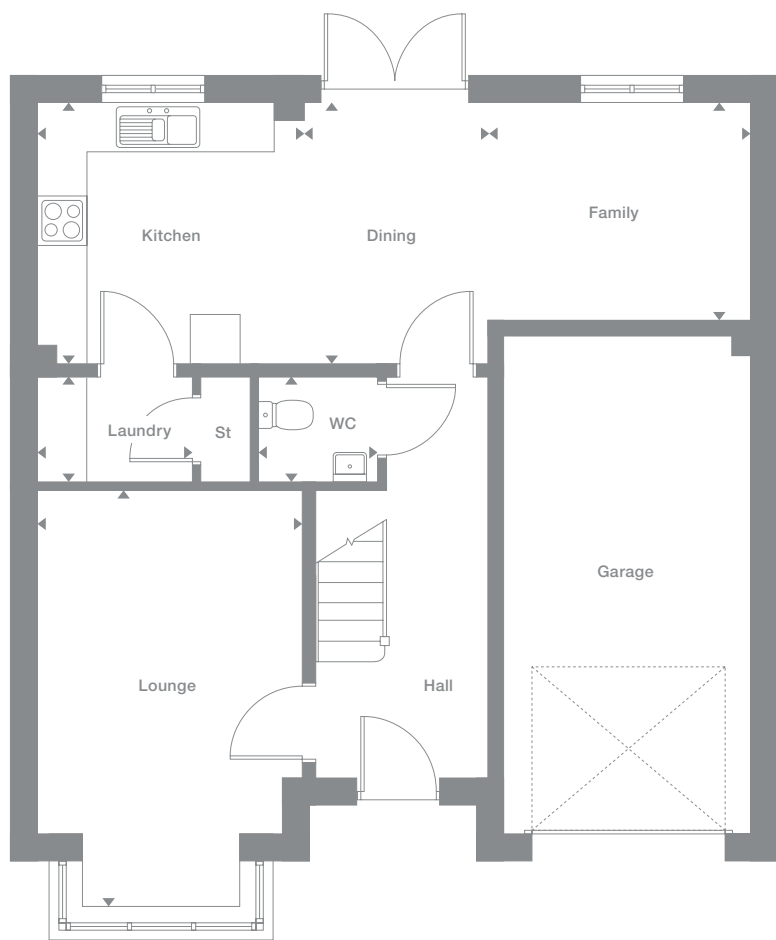 Family
Kitchen
Dining
Laundry
St
WC
Garage
Lounge
Hall